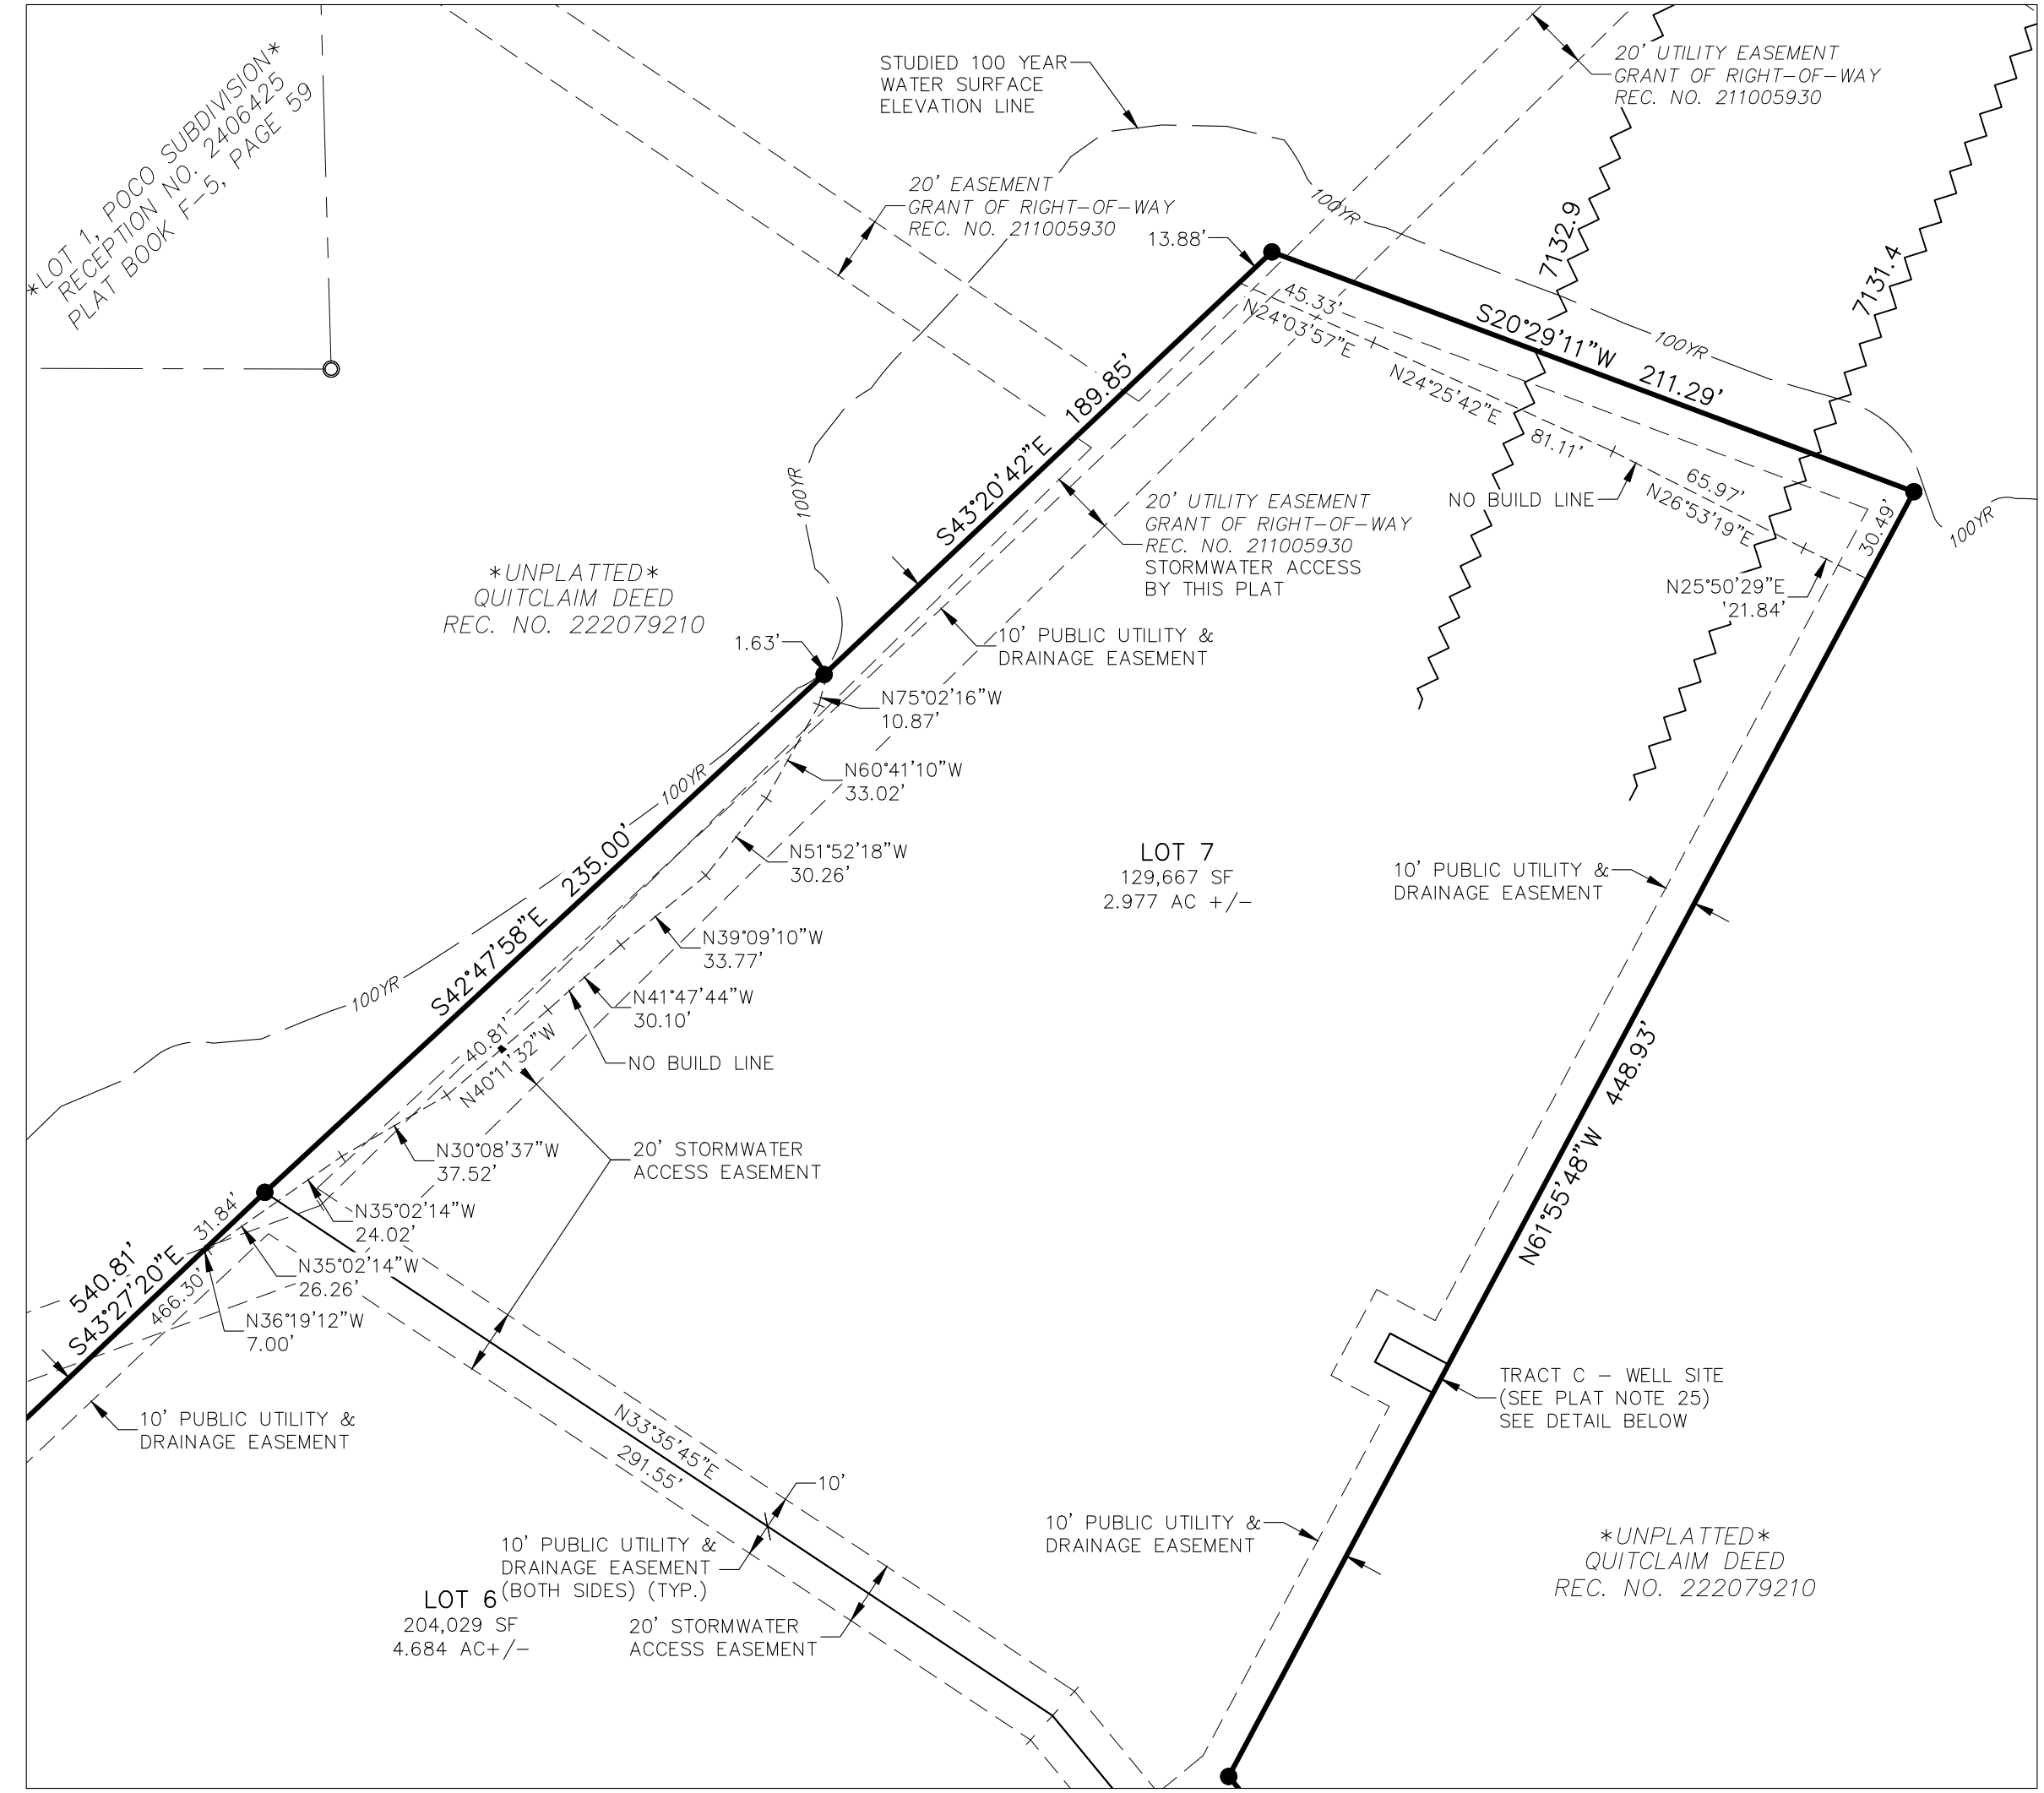 *LOT 1, POCO SUBDIVISION*
RECEPTION NO. 2406425
PLAT BOOK F-5, PAGE 59
STUDIED 100 YEAR
WATER SURFACE
ELEVATION LINE
20' UTILITY EASEMENT
GRANT OF RIGHT-OF-WAY
REC. NO. 211005930
20' EASEMENT
GRANT OF RIGHT-OF-WAY
REC. NO. 211005930
13.88'
100YR
7132.9
7131.4
45.33'
N24°03'57"E
S20°29'11"W 211.29'
100YR
N24°25'42"E 81.11'
NO BUILD LINE
65.97'
N26°53'19"E
30.49'
100YR
N25°50'29"E
21.84'
S43°20'42"E 189.85'
100YR
20' UTILITY EASEMENT
GRANT OF RIGHT-OF-WAY
REC. NO. 211005930
STORMWATER ACCESS
BY THIS PLAT
*UNPLATTED*
QUITCLAIM DEED
REC. NO. 222079210
1.63'
10' PUBLIC UTILITY &
DRAINAGE EASEMENT
N75°02'16"W
10.87'
N60°41'10"W
33.02'
100YR
N51°52'18"W
30.26'
LOT 7
129,667 SF
2.977 AC +/-
10' PUBLIC UTILITY &
DRAINAGE EASEMENT
S42°47'58"E 235.00'
N39°09'10"W
33.77'
100YR
N41°47'44"W
30.10'
40.81'
N40°11'32"W
NO BUILD LINE
N61°55'48"W 448.93'
N30°08'37"W
37.52'
20' STORMWATER
ACCESS EASEMENT
31.84'
N35°02'14"W
24.02'
540.81'
S43°27'20"E
466.30'
N35°02'14"W
26.26'
N36°19'12"W
7.00'
10' PUBLIC UTILITY &
DRAINAGE EASEMENT
TRACT C - WELL SITE
(SEE PLAT NOTE 25)
SEE DETAIL BELOW
N33°35'45"E
291.55'
10'
10' PUBLIC UTILITY &
DRAINAGE EASEMENT
(BOTH SIDES) (TYP.)
10' PUBLIC UTILITY &
DRAINAGE EASEMENT
*UNPLATTED*
QUITCLAIM DEED
REC. NO. 222079210
LOT 6
204,029 SF
4.684 AC+/-
20' STORMWATER
ACCESS EASEMENT